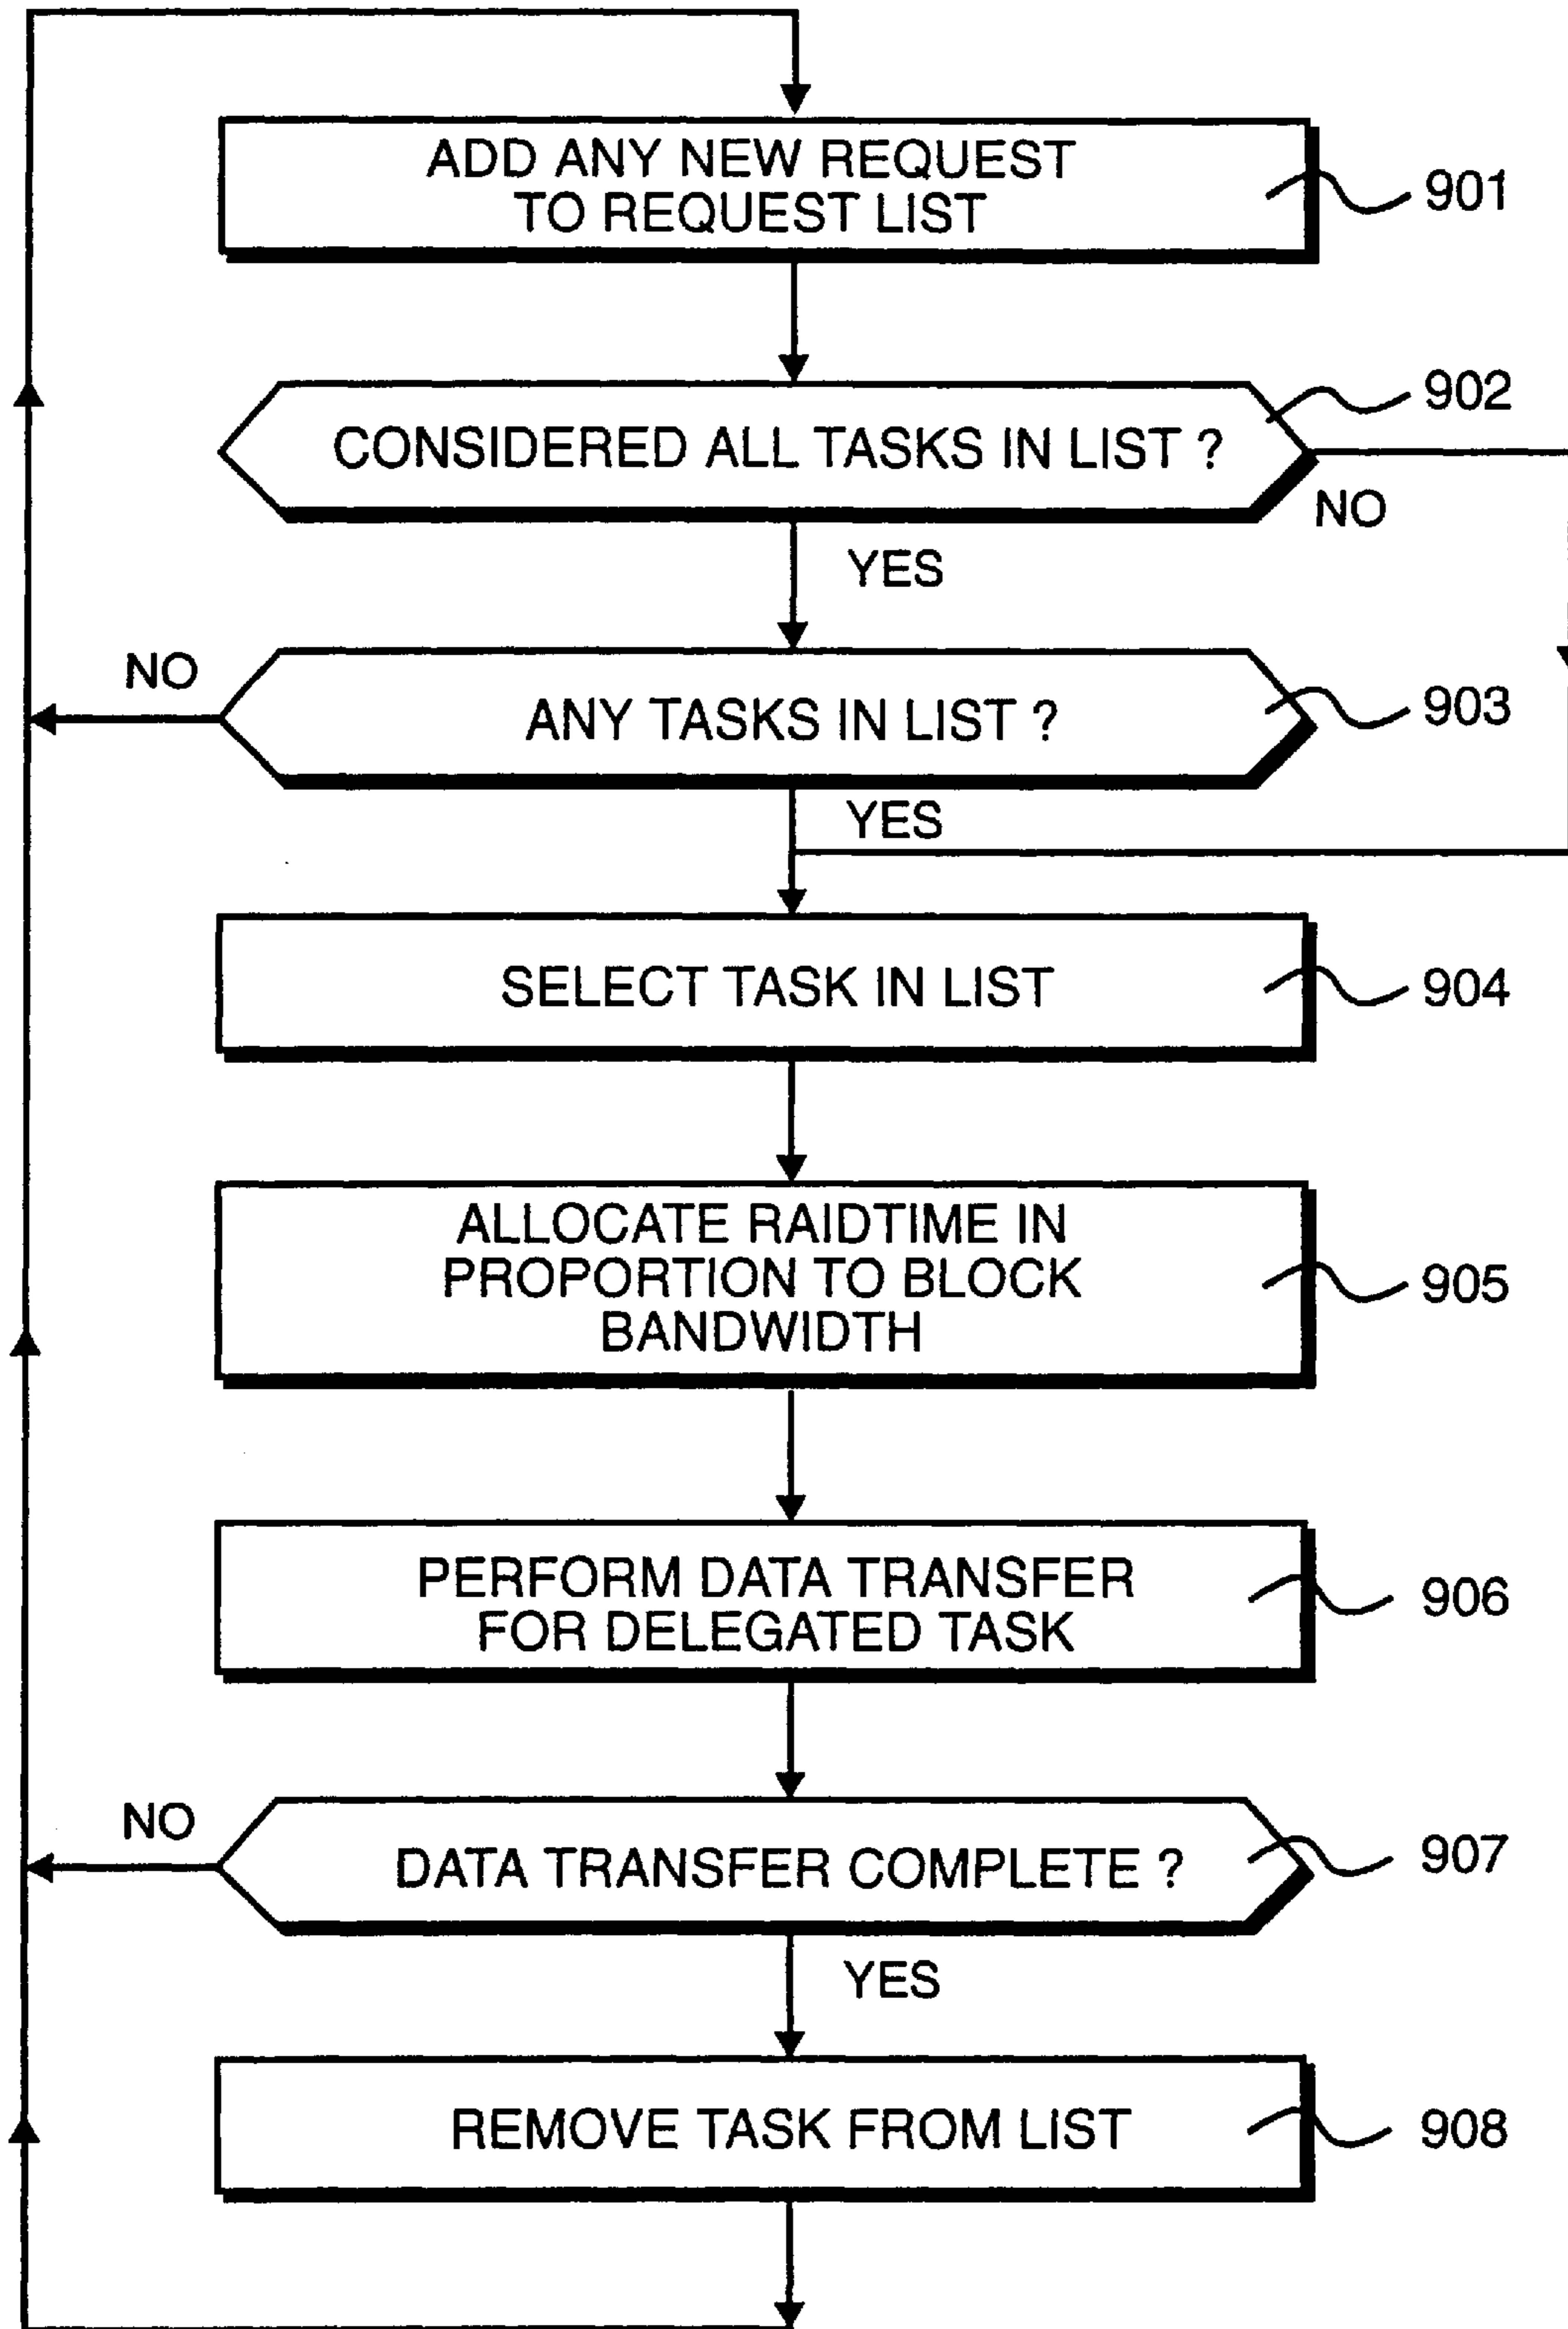 ADD ANY NEW REQUEST
TO REQUEST LIST
901
902
CONSIDERED ALL TASKS IN LIST ?
NO
YES
NO
903
ANY TASKS IN LIST ?
YES
SELECT TASK IN LIST
904
ALLOCATE RAIDTIME IN
PROPORTION TO BLOCK
BANDWIDTH
905
PERFORM DATA TRANSFER
FOR DELEGATED TASK
906
NO
DATA TRANSFER COMPLETE ?
907
YES
REMOVE TASK FROM LIST
908